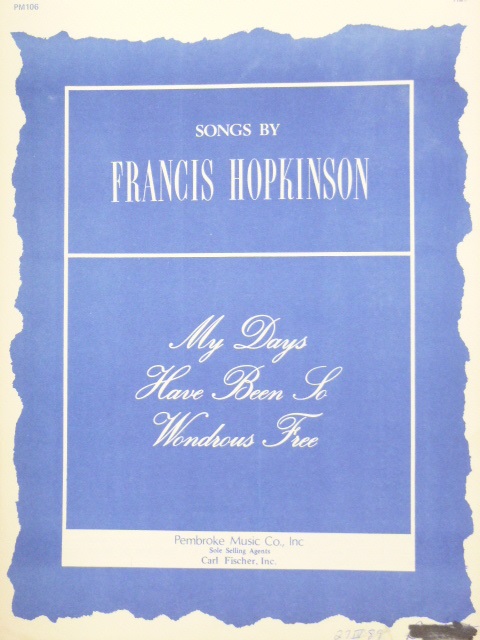 PM106
SONGS BY
FRANCIS HOPKINSON
My Days
Have Been So
Wondrous Free
Pembroke Music Co., Inc
Sole Selling Agents
Carl Fischer, Inc.